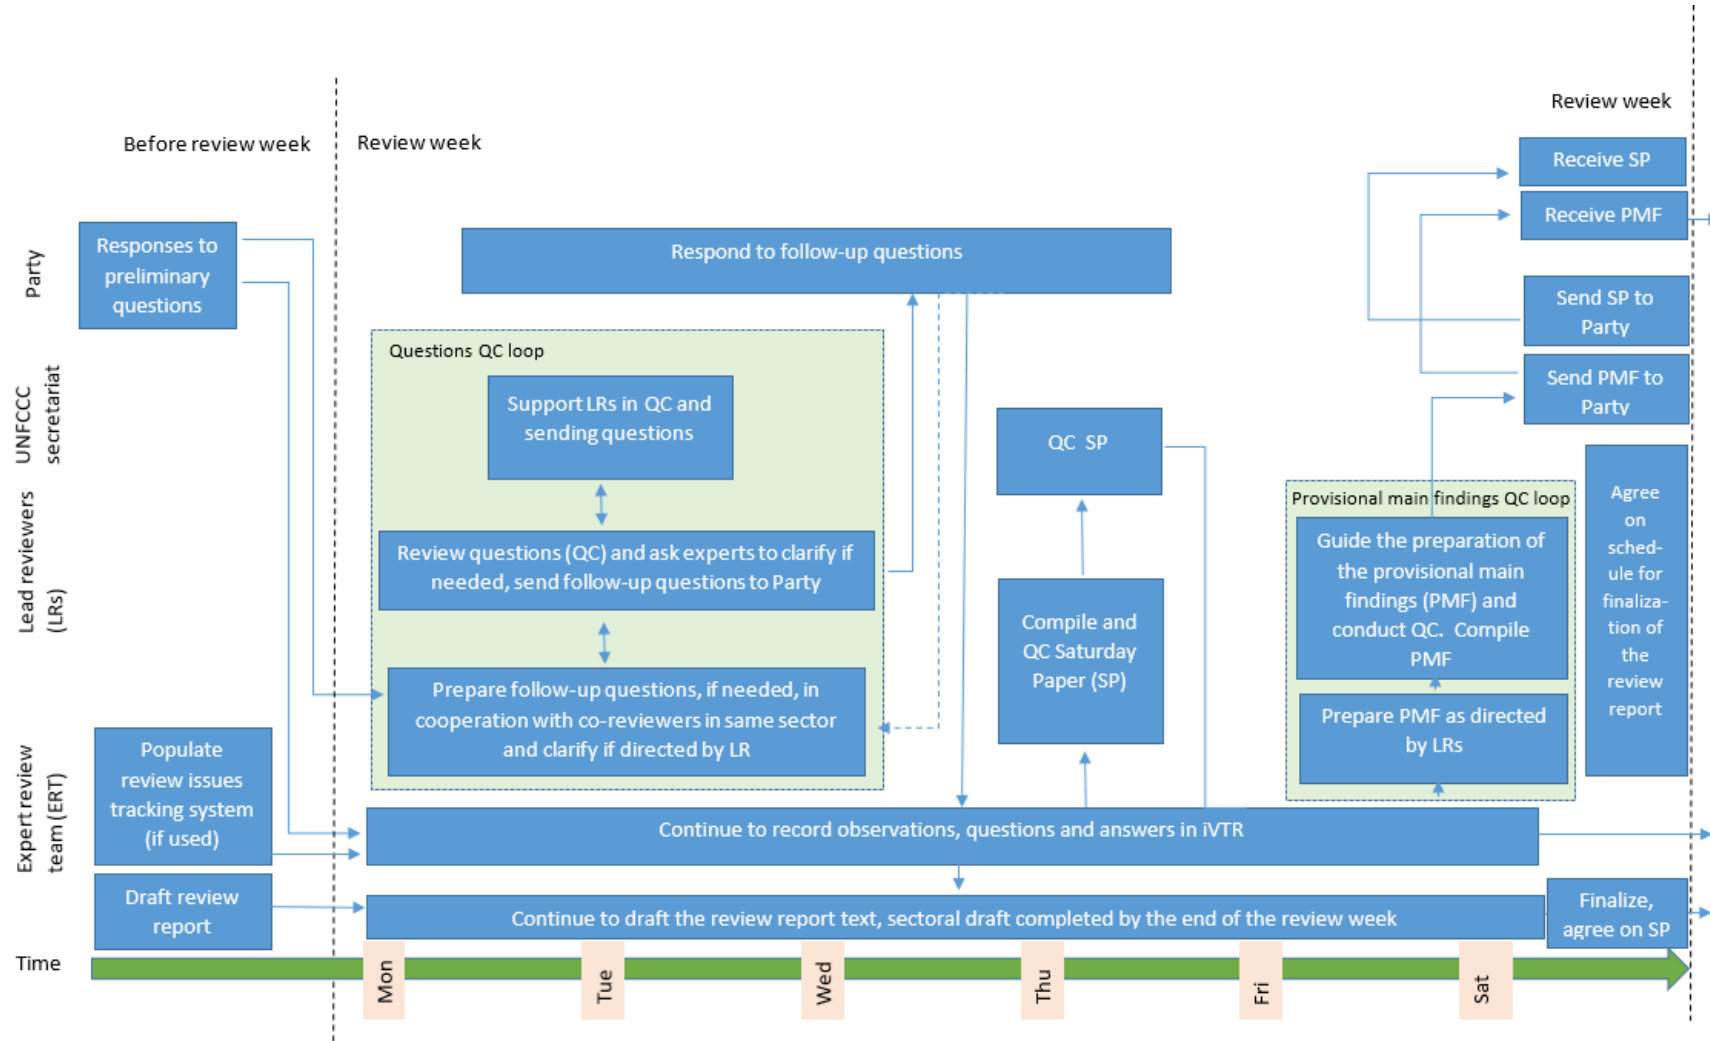 Before review week
Review week
Review week
Receive SP
Receive PMF
Party
Responses to
preliminary
questions
Respond to follow-up questions
Send SP to
Party
Send PMF to
Party
UNFCCC
secretariat
Questions QC loop
Support LRs in QC and
sending questions
QC  SP
Lead reviewers
(LRs)
Review questions (QC) and ask experts to clarify if
needed, send follow-up questions to Party
Compile and
QC Saturday
Paper (SP)
Provisional main findings QC loop
Guide the preparation of
the provisional main
findings (PMF) and
conduct QC.  Compile
PMF
Agree
on
sched-
ule for
finaliza-
tion of
the
review
report
Prepare follow-up questions, if needed, in
cooperation with co-reviewers in same sector
and clarify if directed by LR
Prepare PMF as directed
by LRs
Expert review
team (ERT)
Populate
review issues
tracking system
(if used)
Continue to record observations, questions and answers in iVTR
Draft review
report
Continue to draft the review report text, sectoral draft completed by the end of the review week
Finalize,
agree on SP
Time
Mon
Tue
Wed
Thu
Fri
Sat